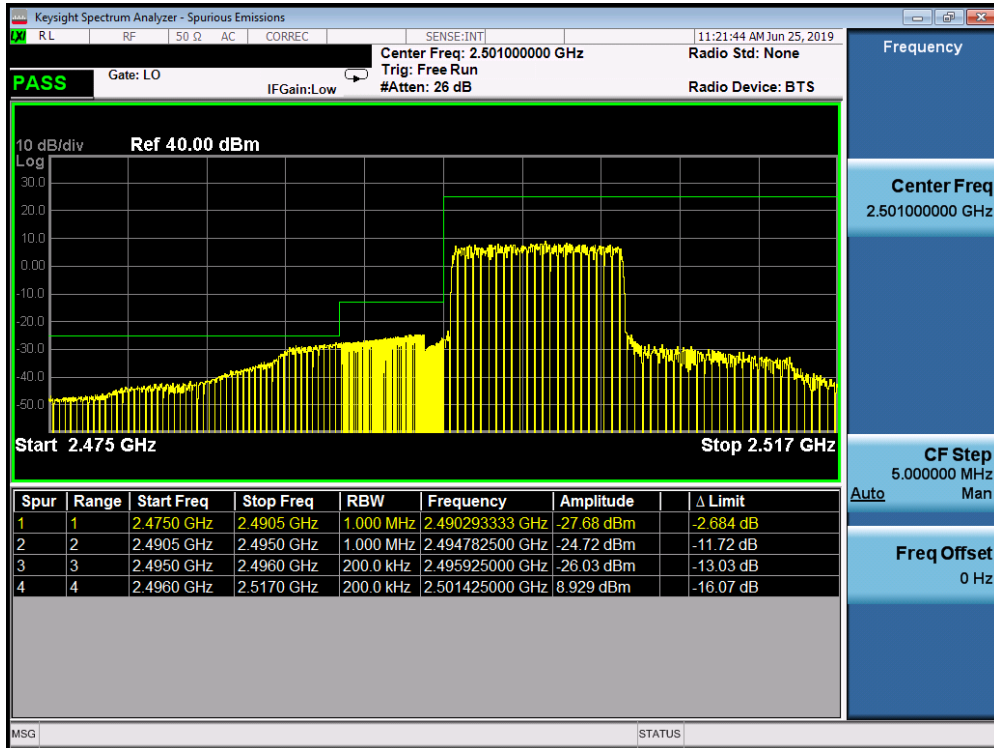 Keysight Spectrum Analyzer - Spurious Emissions
LXI RL RF 50 Ω AC CORREC SENSE:INT 11:21:44 AM Jun 25, 2019
Center Freq: 2.501000000 GHz Radio Std: None
Gate: LO Trig: Free Run
PASS IFGain:Low #Atten: 26 dB Radio Device: BTS
10 dB/div Ref 40.00 dBm
Log
30.0
20.0
10.0
0.00
-10.0
-20.0
-30.0
-40.0
-50.0
Start 2.475 GHz Stop 2.517 GHz
Spur Range Start Freq Stop Freq RBW Frequency Amplitude Δ Limit
1 1 2.4750 GHz 2.4905 GHz 1.000 MHz 2.490293333 GHz -27.68 dBm -2.684 dB
2 2 2.4905 GHz 2.4950 GHz 1.000 MHz 2.494782500 GHz -24.72 dBm -11.72 dB
3 3 2.4950 GHz 2.4960 GHz 200.0 kHz 2.495925000 GHz -26.03 dBm -13.03 dB
4 4 2.4960 GHz 2.5170 GHz 200.0 kHz 2.501425000 GHz 8.929 dBm -16.07 dB
MSG STATUS
Frequency
Center Freq
2.501000000 GHz
CF Step
5.000000 MHz
Auto Man
Freq Offset
0 Hz